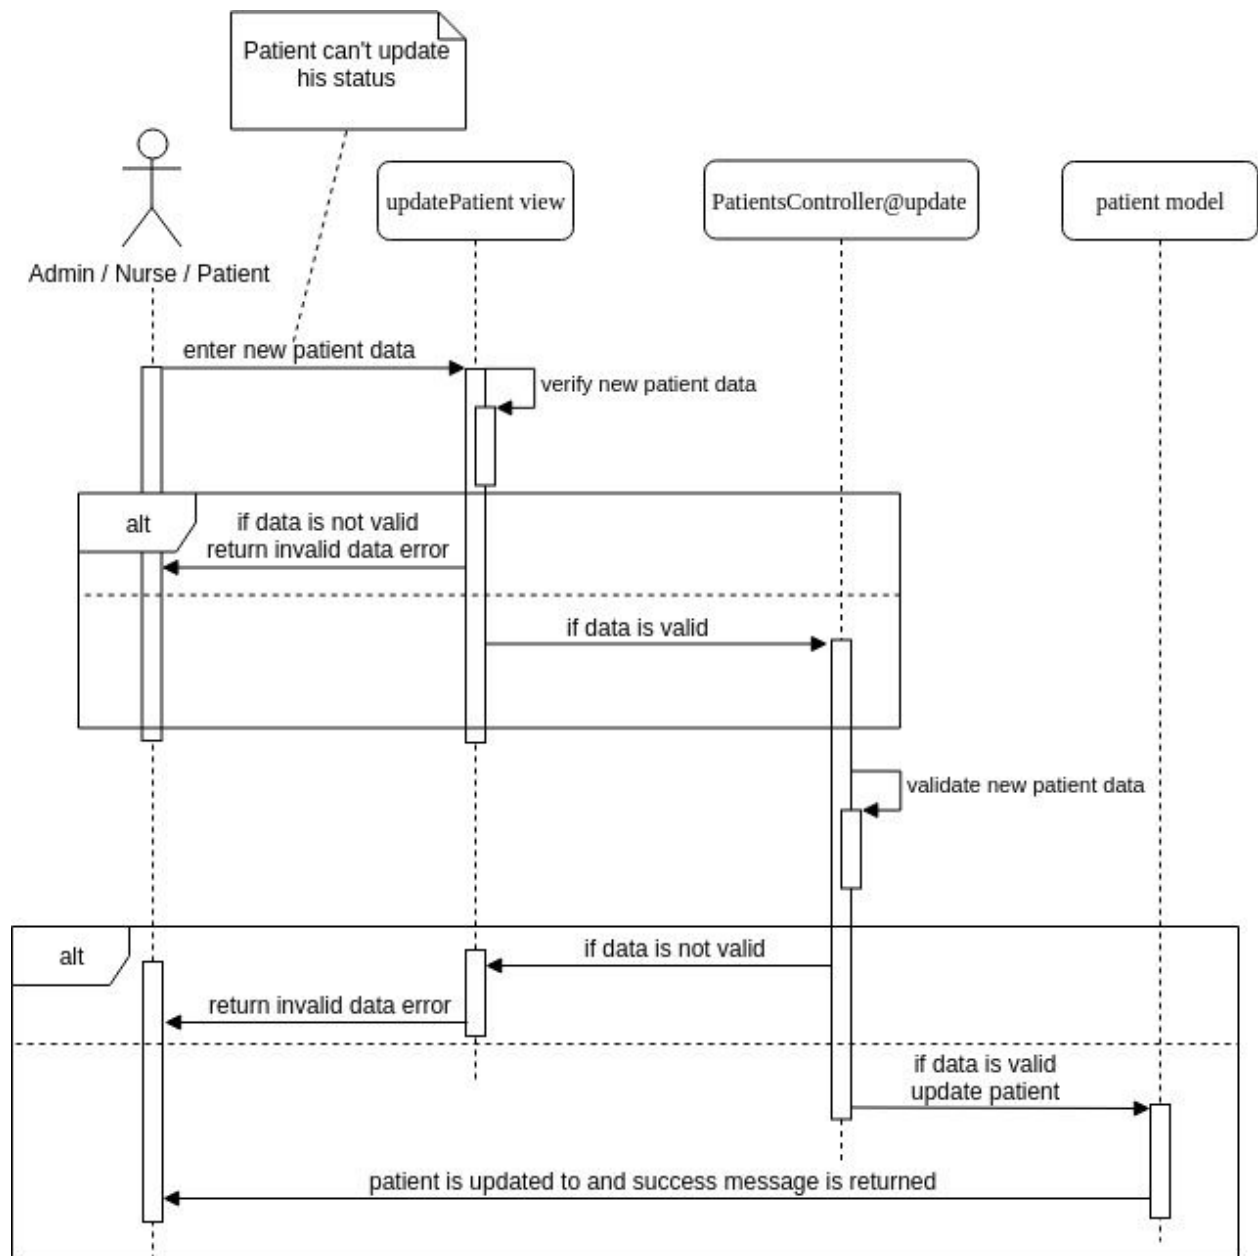 Patient can't update
his status
updatePatient view
PatientsController@update
patient model
Admin / Nurse / Patient
enter new patient data
verify new patient data
alt
if data is not valid
return invalid data error
if data is valid
validate new patient data
alt
if data is not valid
return invalid data error
if data is valid
update patient
patient is updated to and success message is returned